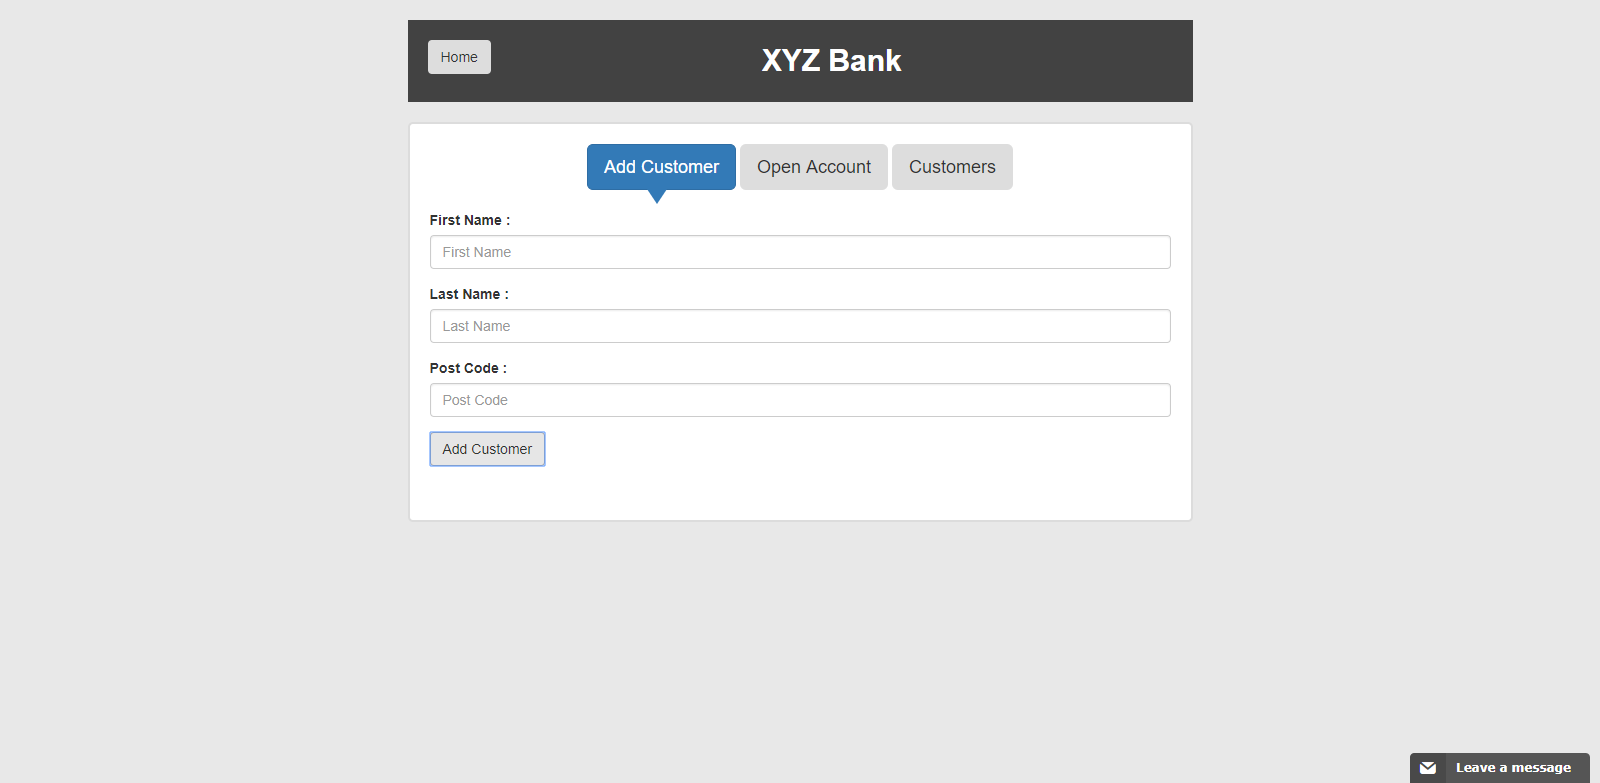 Home
XYZ Bank
Add Customer
Open Account
Customers
First Name :
First Name
Last Name :
Last Name
Post Code :
Post Code
Add Customer
Leave a message